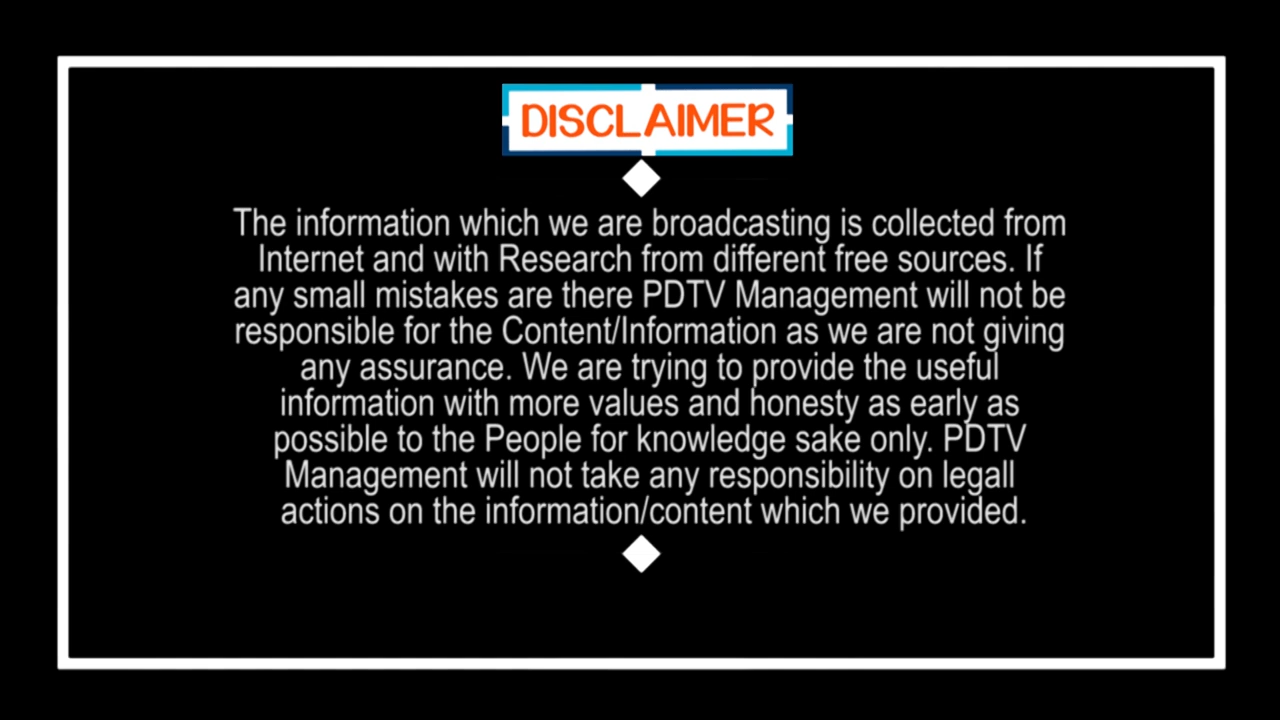 DISCLAIMER
The information which we are broadcasting is collected from
Internet and with Research from different free sources. If
any small mistakes are there PDTV Management will not be
responsible for the Content/Information as we are not giving
any assurance. We are trying to provide the useful
information with more values and honesty as early as
possible to the People for knowledge sake only. PDTV
Management will not take any responsibility on legall
actions on the information/content which we provided.